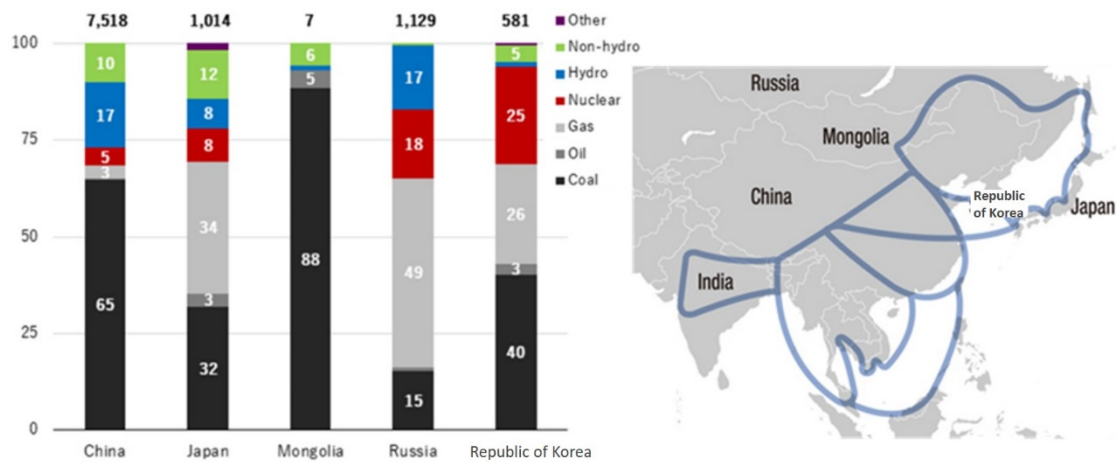 7,518 1,014 7 1,129 581
Other
Non-hydro
Hydro
Nuclear
Gas
Oil
Coal
100
75
50
25
0
10
17
5
3
65
12
8
8
34
3
32
6
5
88
17
18
49
15
5
25
26
3
40
China Japan Mongolia Russia Republic of Korea
Russia
Mongolia
China
Republic
of Korea
Japan
India